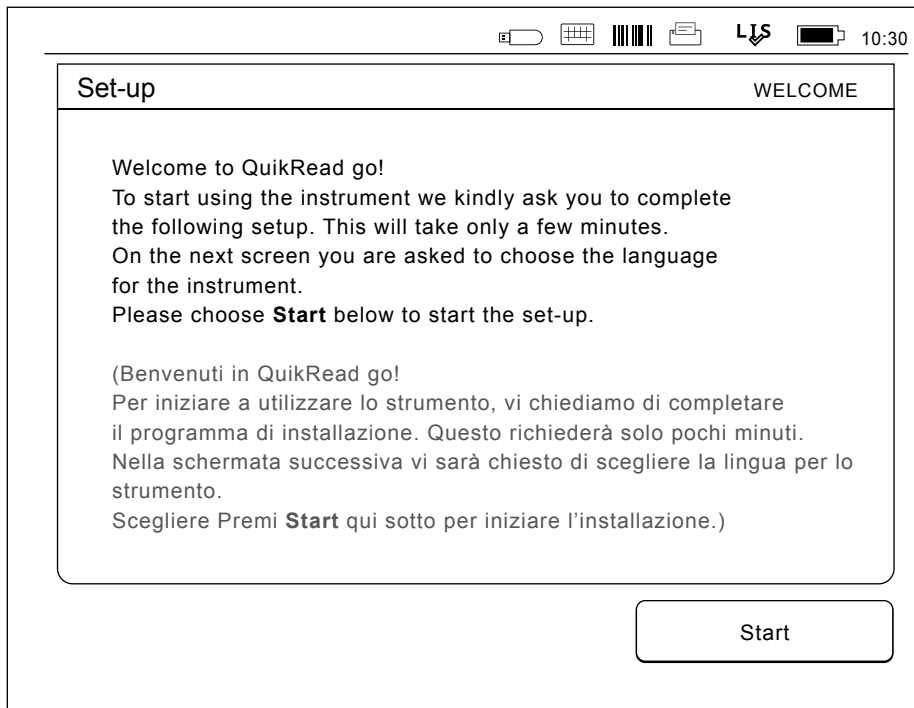 LIS 10:30
Set-up WELCOME
Welcome to QuikRead go!
To start using the instrument we kindly ask you to complete
the following setup. This will take only a few minutes.
On the next screen you are asked to choose the language
for the instrument.
Please choose Start below to start the set-up.
(Benvenuti in QuikRead go!
Per iniziare a utilizzare lo strumento, vi chiediamo di completare
il programma di installazione. Questo richiederà solo pochi minuti.
Nella schermata successiva vi sarà chiesto di scegliere la lingua per lo
strumento.
Scegliere Premi Start qui sotto per iniziare l’installazione.)
Start